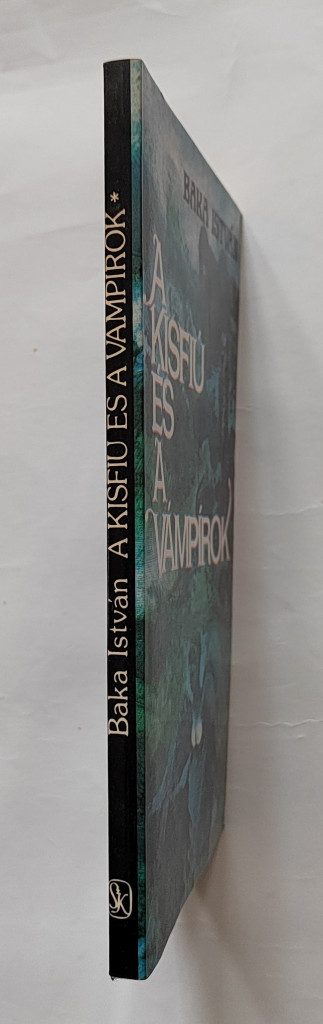 Baka István A KISFIÚ ÉS A VÁMPÍROK *
BAKA ISTVÁN
A
KISFIÚ
ÉS
A
VÁMPÍROK